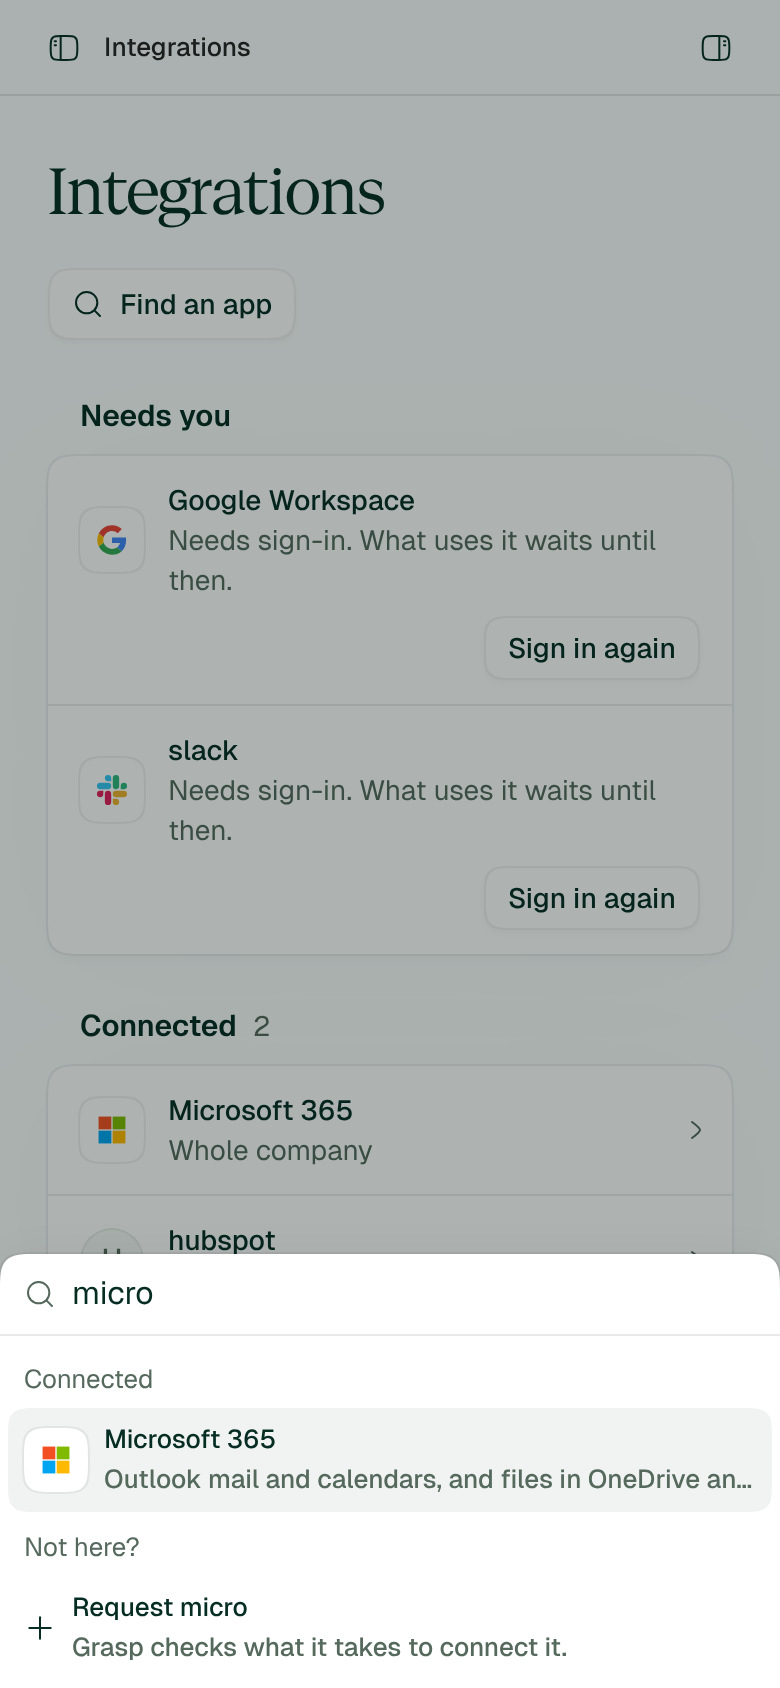 Integrations
Integrations
Find an app
Needs you
Google Workspace
Needs sign-in. What uses it waits until
then.
Sign in again
slack
Needs sign-in. What uses it waits until
then.
Sign in again
Connected 2
Microsoft 365
Whole company
hubspot
micro
Connected
Microsoft 365
Outlook mail and calendars, and files in OneDrive an...
Not here?
Request micro
Grasp checks what it takes to connect it.